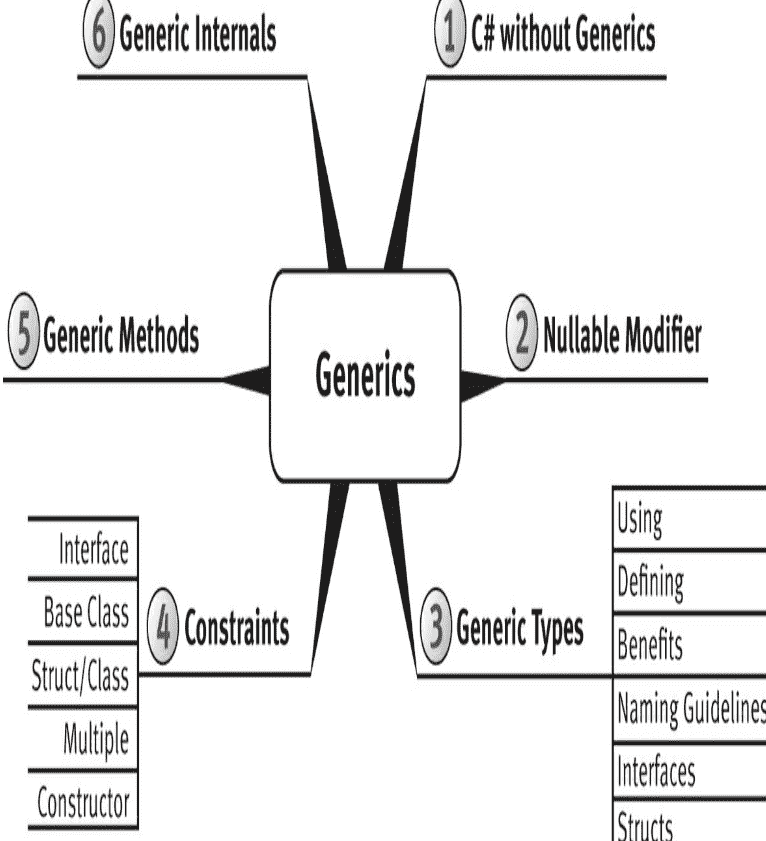 6 Generic Internals
1 C# without Generics
5 Generic Methods
Generics
2 Nullable Modifier
4 Constraints
Interface
Base Class
Struct/Class
Multiple
Constructor
3 Generic Types
Using
Defining
Benefits
Naming Guidelines
Interfaces
Structs